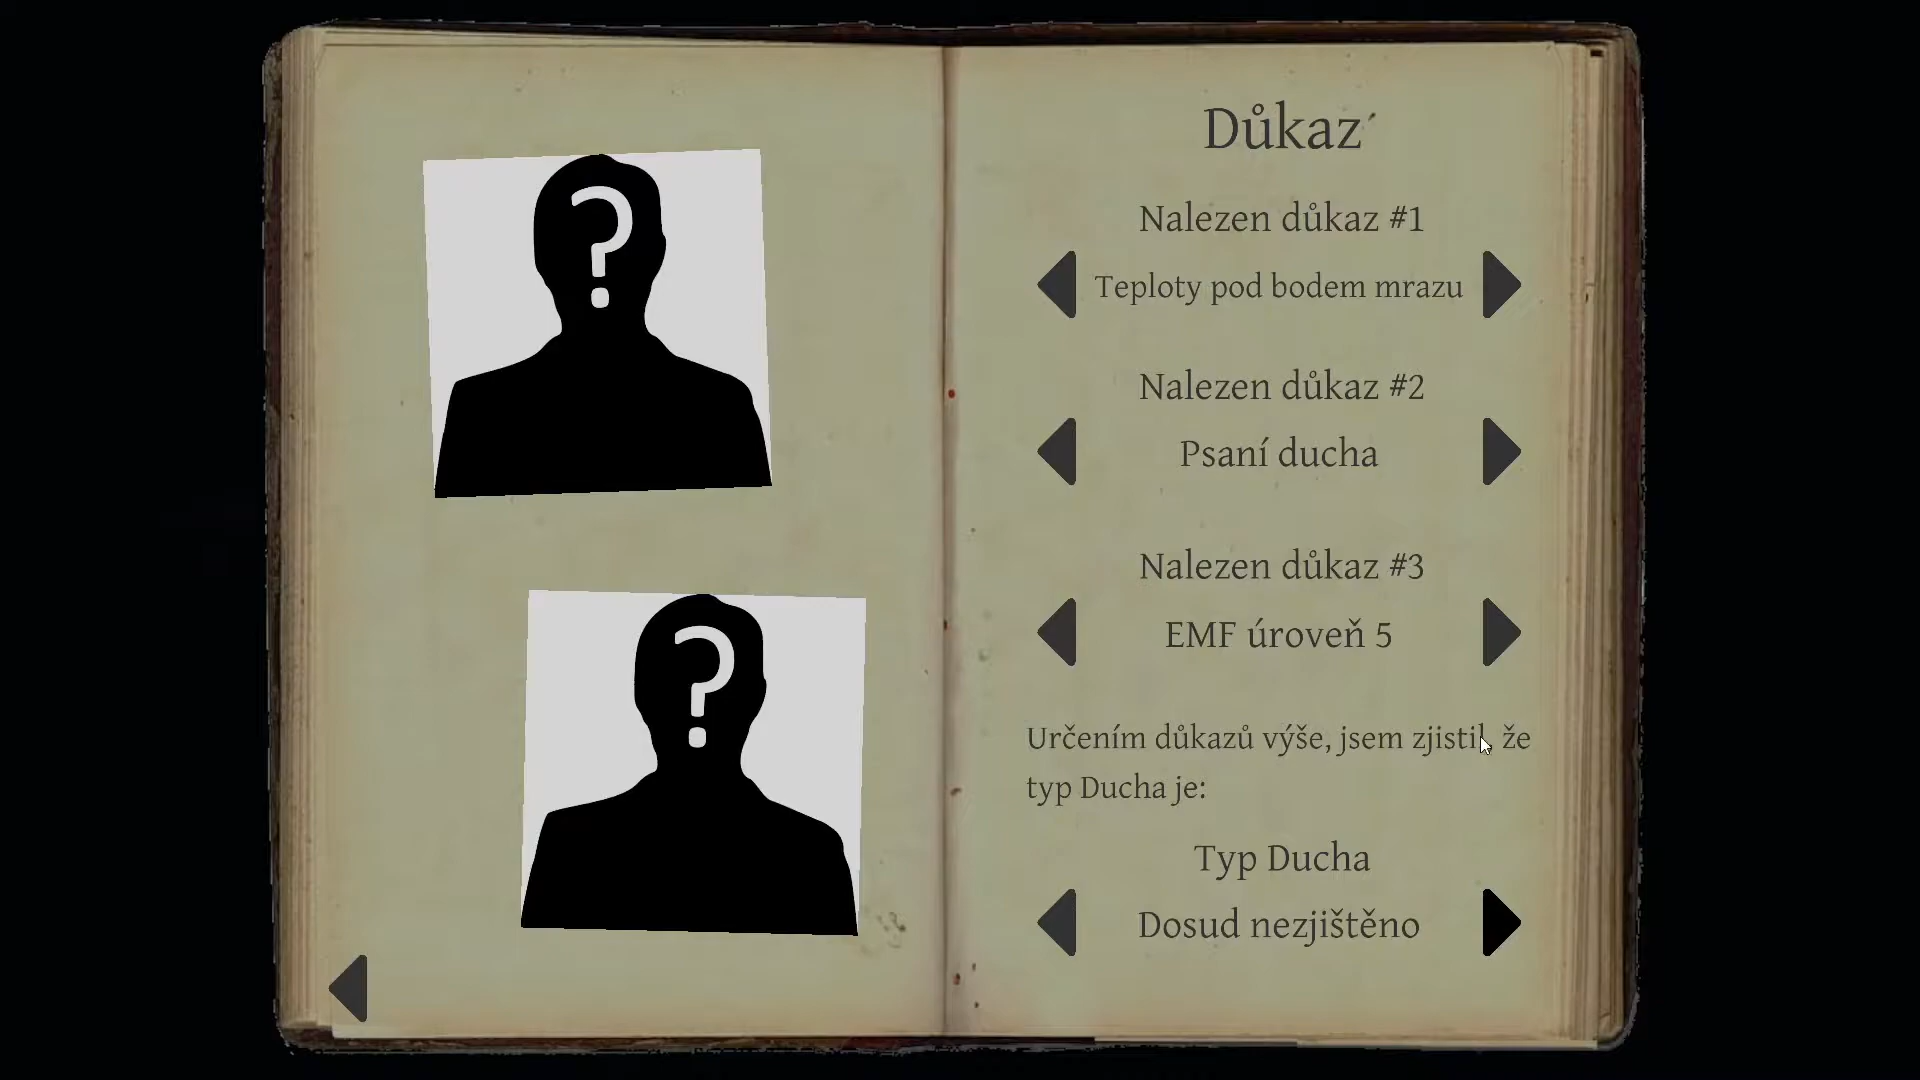 Důkaz´
Nalezen důkaz #1
Teploty pod bodem mrazu
Nalezen důkaz #2
Psaní ducha
Nalezen důkaz #3
EMF úroveň 5
Určením důkazů výše, jsem zjistil, že
typ Ducha je:
Typ Ducha
Dosud nezjištěno